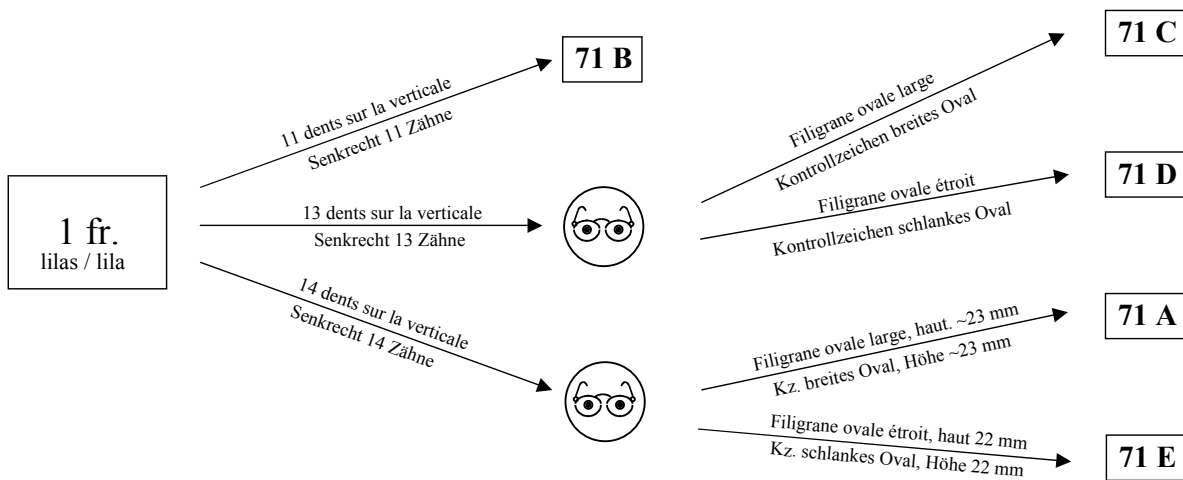 1 fr.
lilas / lila
11 dents sur la verticale
Senkrecht 11 Zähne
71 B
13 dents sur la verticale
Senkrecht 13 Zähne
14 dents sur la verticale
Senkrecht 14 Zähne
Filigrane ovale large
Kontrollzeichen breites Oval
71 C
Filigrane ovale étroit
Kontrollzeichen schlankes Oval
71 D
Filigrane ovale large, haut. ~23 mm
Kz. breites Oval, Höhe ~23 mm
71 A
Filigrane ovale étroit, haut 22 mm
Kz. schlankes Oval, Höhe 22 mm
71 E